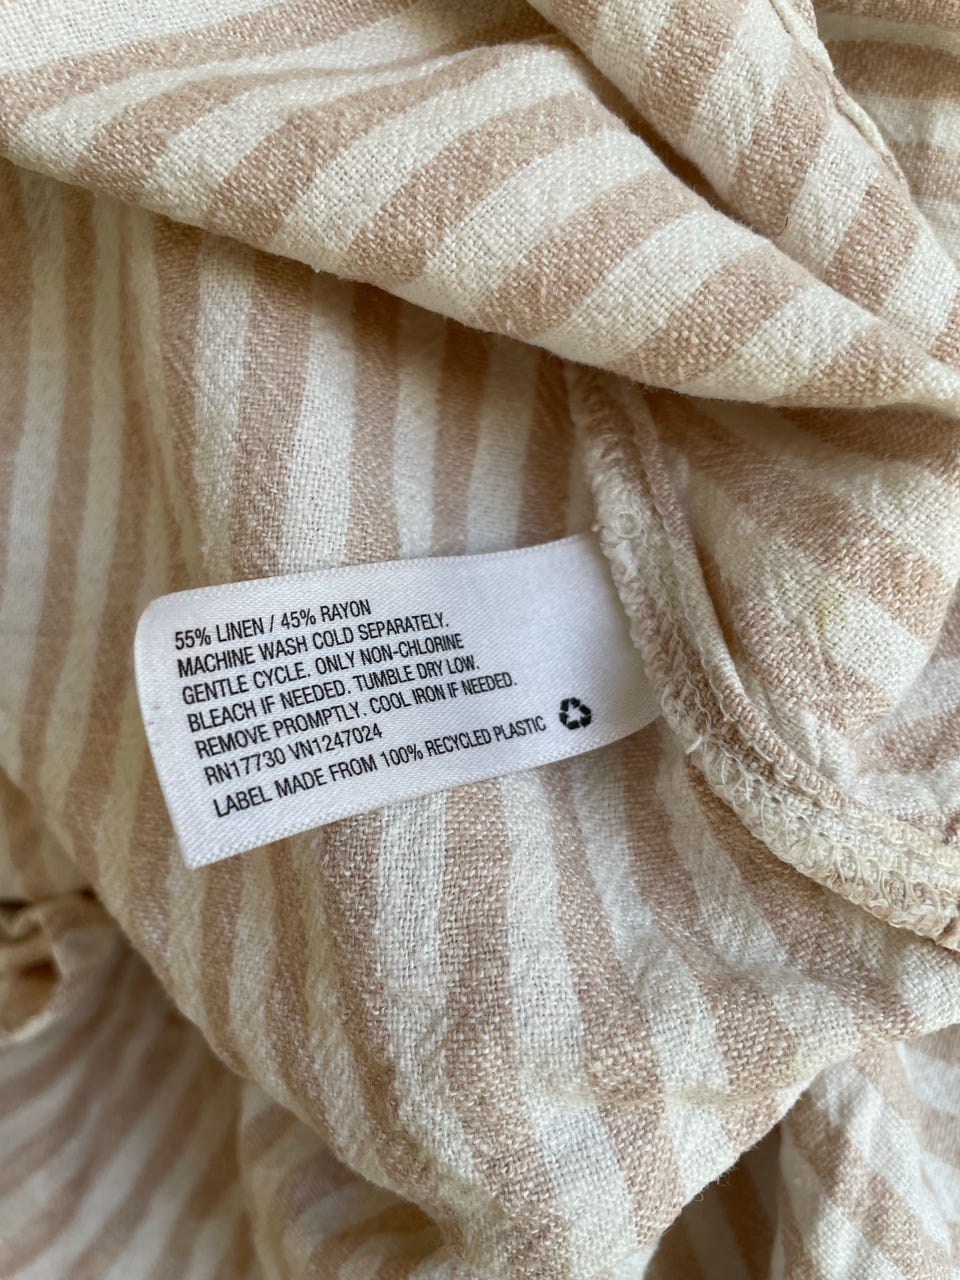 55% LINEN / 45% RAYON
MACHINE WASH COLD SEPARATELY.
GENTLE CYCLE. ONLY NON-CHLORINE
BLEACH IF NEEDED. TUMBLE DRY LOW.
REMOVE PROMPTLY. COOL IRON IF NEEDED.
RN17730 VN1247024
LABEL MADE FROM 100% RECYCLED PLASTIC